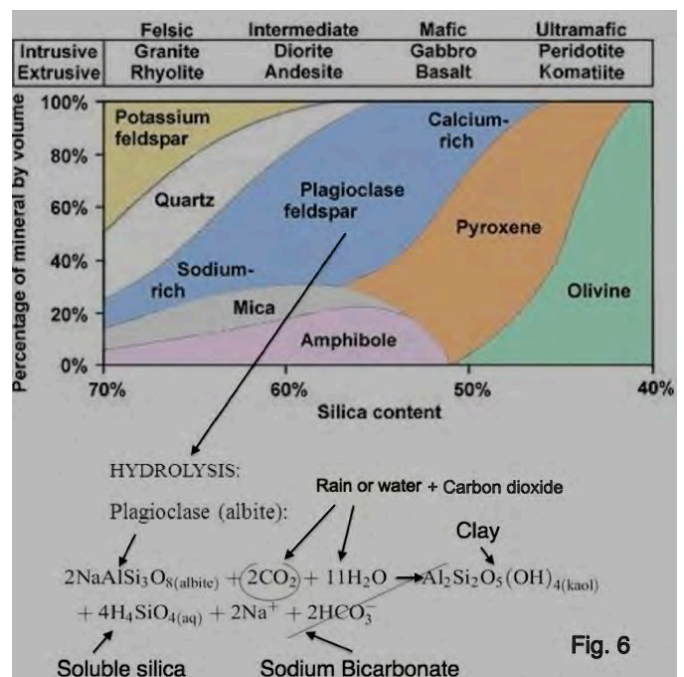 Felsic Intermediate Mafic Ultramafic
Intrusive Granite Diorite Gabbro Peridotite
Extrusive Rhyolite Andesite Basalt Komatiite
Percentage of mineral by volume
100%
80%
60%
40%
20%
0%
Potassium
feldspar
Quartz
Sodium-
rich
Plagioclase
feldspar
Calcium-
rich
Mica
Amphibole
Pyroxene
Olivine
70% 60% 50% 40%
Silica content
HYDROLYSIS:
Rain or water + Carbon dioxide
Plagioclase (albite):
Clay
2NaAlSi₃O₈(albite) + 2CO₂ + 11H₂O → Al₂Si₂O₅(OH)₄(kaol)
+ 4H₄SiO₄(aq) + 2Na⁺ + 2HCO₃⁻
Fig. 6
Soluble silica Sodium Bicarbonate